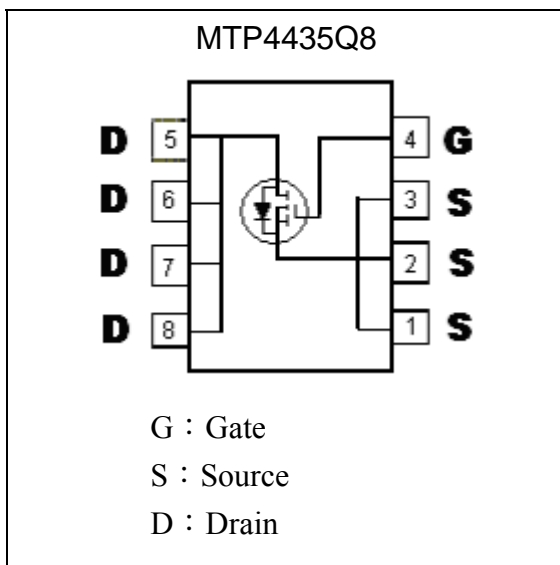 MTP4435Q8
D 5 4 G
D 6 3 S
D 7 2 S
D 8 1 S
G：Gate
S：Source
D：Drain